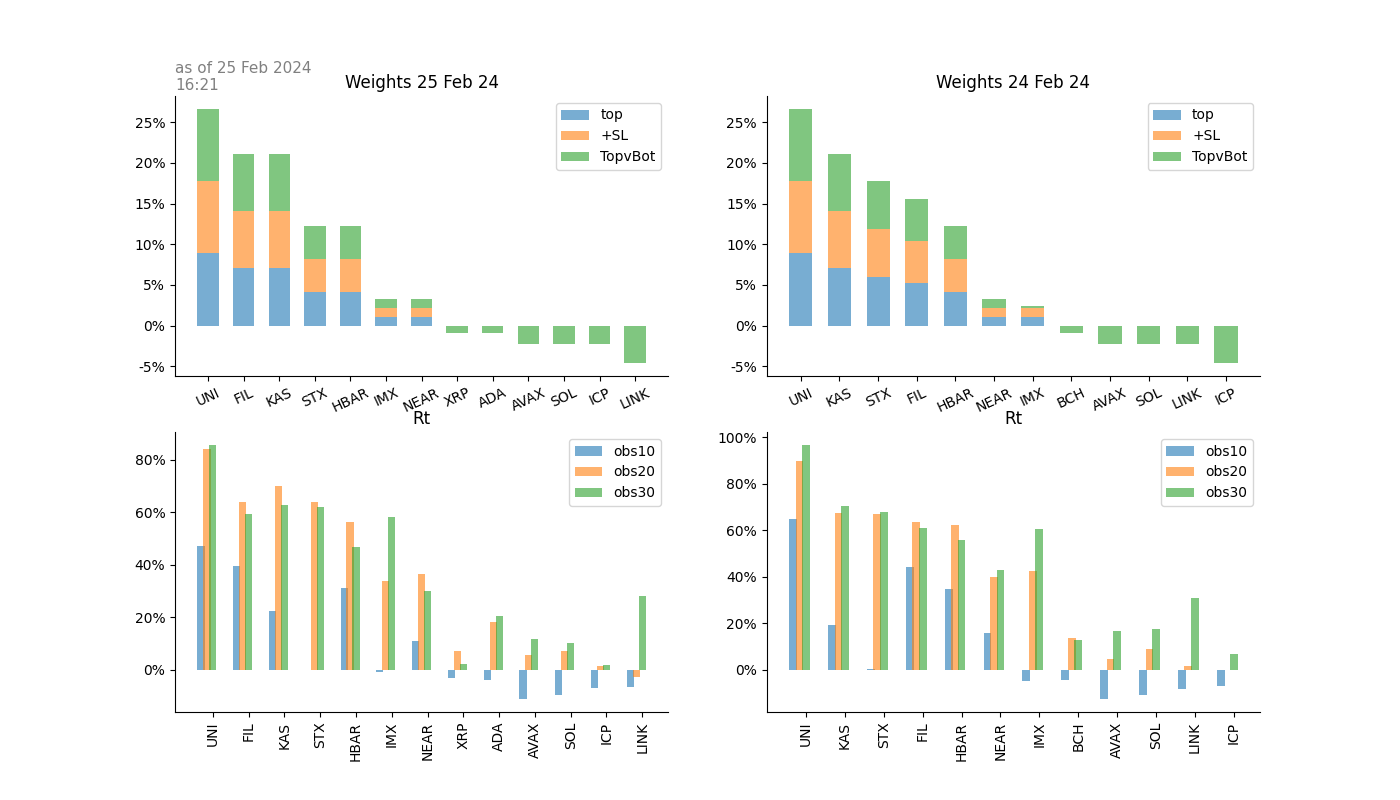 as of 25 Feb 2024
16:21
Weights 25 Feb 24
25%
20%
15%
10%
5%
0%
-5%
top
+SL
TopvBot
UNI FIL KAS STX HBAR IMX NEAR XRP ADA AVAX SOL ICP LINK
Weights 24 Feb 24
25%
20%
15%
10%
5%
0%
-5%
top
+SL
TopvBot
UNI KAS STX FIL HBAR NEAR IMX BCH AVAX SOL LINK ICP
Rt
80%
60%
40%
20%
0%
obs10
obs20
obs30
UNI FIL KAS STX HBAR IMX NEAR XRP ADA AVAX SOL ICP LINK
Rt
100%
80%
60%
40%
20%
0%
obs10
obs20
obs30
UNI KAS STX FIL HBAR NEAR IMX BCH AVAX SOL LINK ICP